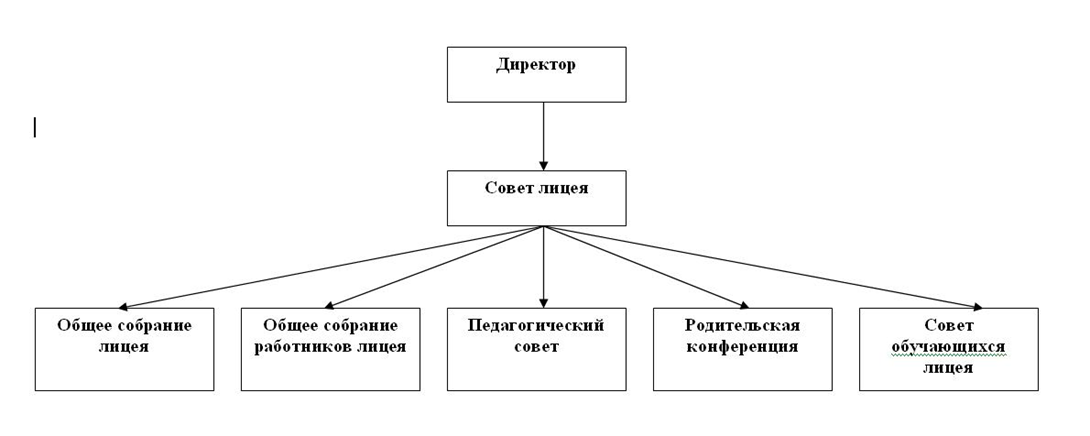 Директор
Совет лицея
Общее собрание
лицея
Общее собрание
работников лицея
Педагогический
совет
Родительская
конференция
Совет
обучающихся
лицея